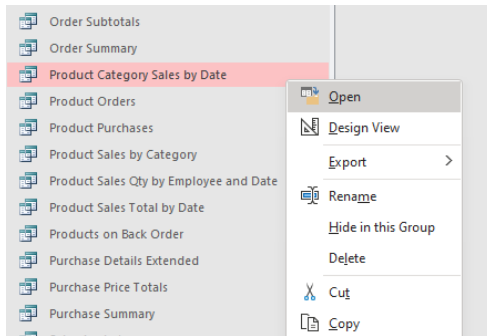 Order Subtotals
Order Summary
Product Category Sales by Date
Product Orders
Product Purchases
Product Sales by Category
Product Sales Qty by Employee and Date
Product Sales Total by Date
Products on Back Order
Purchase Details Extended
Purchase Price Totals
Purchase Summary
Open
Design View
Export
Rename
Hide in this Group
Delete
Cut
Copy